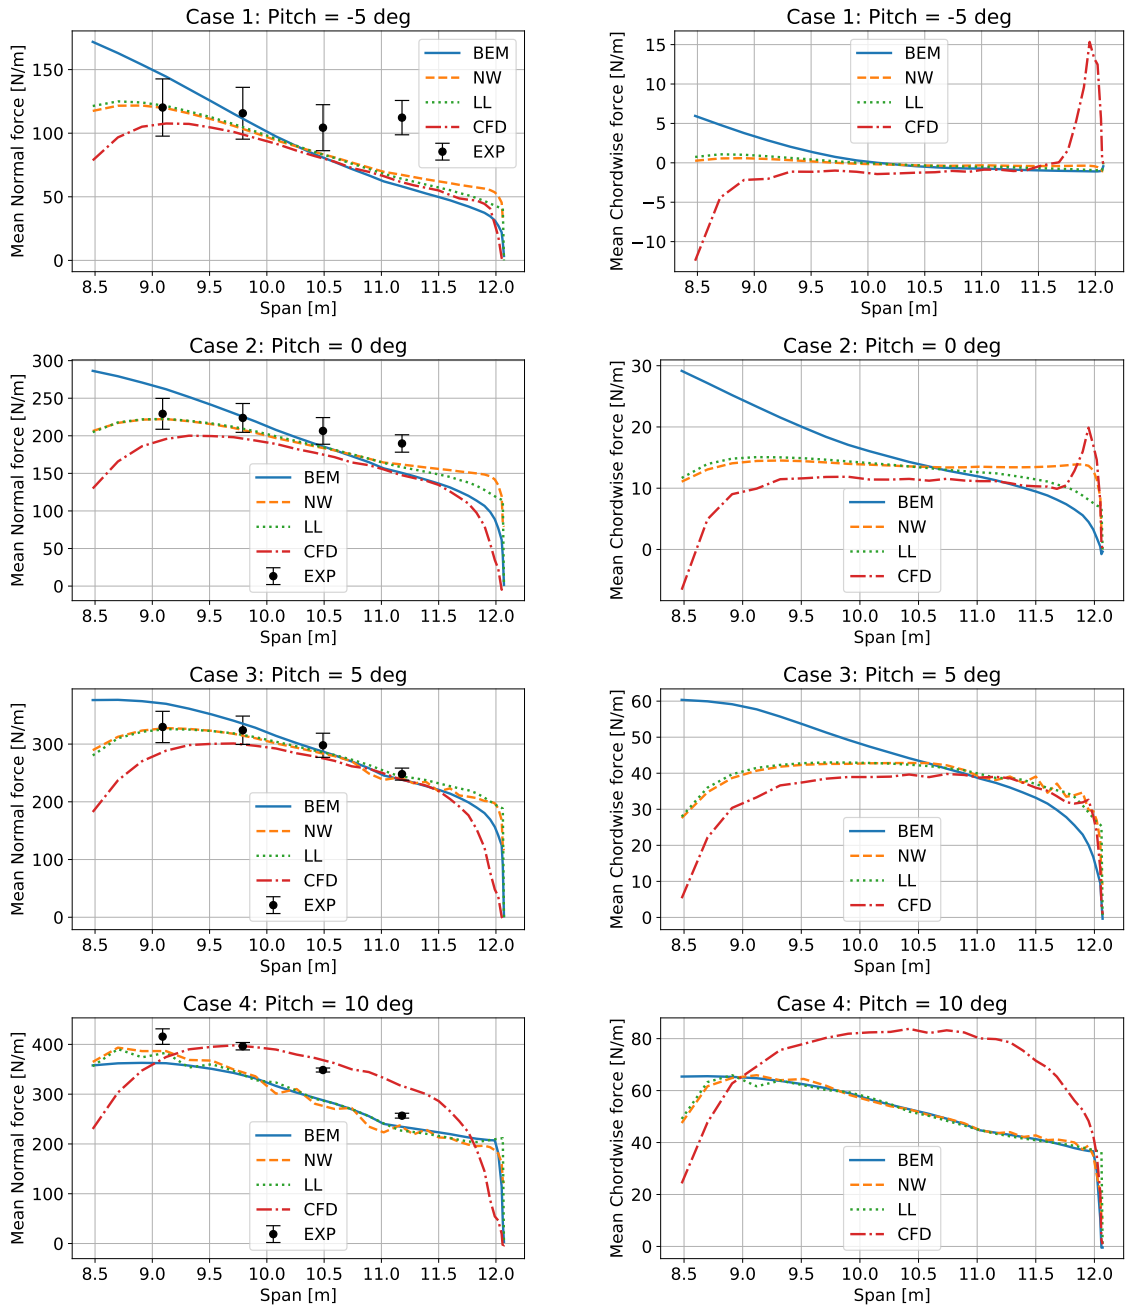 Case 1: Pitch = -5 deg
Mean Normal force [N/m]
150
100
50
0
BEM
NW
LL
CFD
EXP
8.5 9.0 9.5 10.0 10.5 11.0 11.5 12.0
Span [m]
Case 1: Pitch = -5 deg
Mean Chordwise force [N/m]
15
10
5
0
−5
−10
BEM
NW
LL
CFD
8.5 9.0 9.5 10.0 10.5 11.0 11.5 12.0
Span [m]
Case 2: Pitch = 0 deg
Mean Normal force [N/m]
300
250
200
150
100
50
0
BEM
NW
LL
CFD
EXP
8.5 9.0 9.5 10.0 10.5 11.0 11.5 12.0
Span [m]
Case 2: Pitch = 0 deg
Mean Chordwise force [N/m]
30
20
10
0
BEM
NW
LL
CFD
8.5 9.0 9.5 10.0 10.5 11.0 11.5 12.0
Span [m]
Case 3: Pitch = 5 deg
Mean Normal force [N/m]
300
200
100
0
BEM
NW
LL
CFD
EXP
8.5 9.0 9.5 10.0 10.5 11.0 11.5 12.0
Span [m]
Case 3: Pitch = 5 deg
Mean Chordwise force [N/m]
60
50
40
30
20
10
0
BEM
NW
LL
CFD
8.5 9.0 9.5 10.0 10.5 11.0 11.5 12.0
Span [m]
Case 4: Pitch = 10 deg
Mean Normal force [N/m]
400
300
200
100
0
BEM
NW
LL
CFD
EXP
8.5 9.0 9.5 10.0 10.5 11.0 11.5 12.0
Span [m]
Case 4: Pitch = 10 deg
Mean Chordwise force [N/m]
80
60
40
20
0
BEM
NW
LL
CFD
8.5 9.0 9.5 10.0 10.5 11.0 11.5 12.0
Span [m]